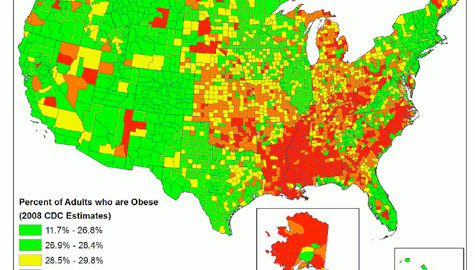 Percent of Adults who are Obese
(2008 CDC Estimates)
11.7% - 26.8%
26.9% - 28.4%
28.5% - 29.8%